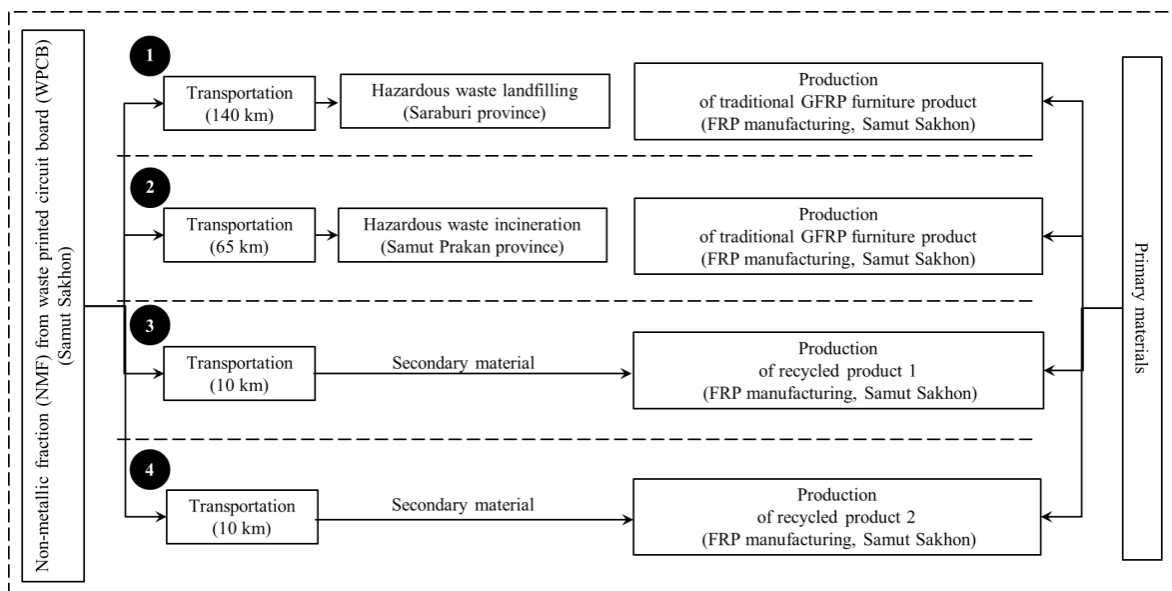 Non-metallic fraction (NMF) from waste printed circuit board (WPCB)
(Samut Sakhon)
1
Transportation
(140 km)
Hazardous waste landfilling
(Saraburi province)
Production
of traditional GFRP furniture product
(FRP manufacturing, Samut Sakhon)
2
Transportation
(65 km)
Hazardous waste incineration
(Samut Prakan province)
Production
of traditional GFRP furniture product
(FRP manufacturing, Samut Sakhon)
3
Transportation
(10 km)
Secondary material
Production
of recycled product 1
(FRP manufacturing, Samut Sakhon)
4
Transportation
(10 km)
Secondary material
Production
of recycled product 2
(FRP manufacturing, Samut Sakhon)
Primary materials